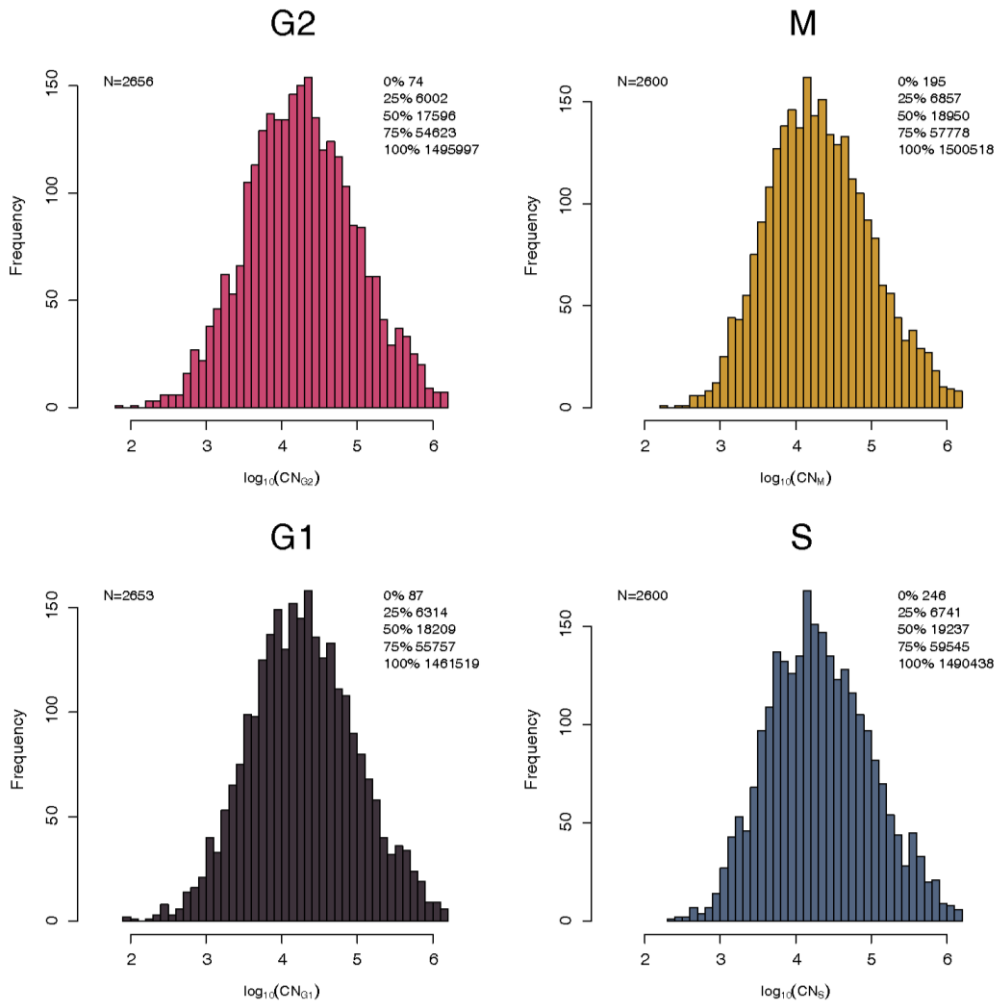 G2
N=2656
0% 74
25% 6002
50% 17596
75% 54623
100% 1495997
Frequency
0
50
100
150
2 3 4 5 6
log10(CNG2)
M
N=2600
0% 195
25% 6857
50% 18950
75% 57778
100% 1500518
Frequency
0
50
100
150
2 3 4 5 6
log10(CNM)
G1
N=2653
0% 87
25% 6314
50% 18209
75% 55757
100% 1461519
Frequency
0
50
100
150
2 3 4 5 6
log10(CNG1)
S
N=2600
0% 246
25% 6741
50% 19237
75% 59545
100% 1490438
Frequency
0
50
100
150
2 3 4 5 6
log10(CNS)